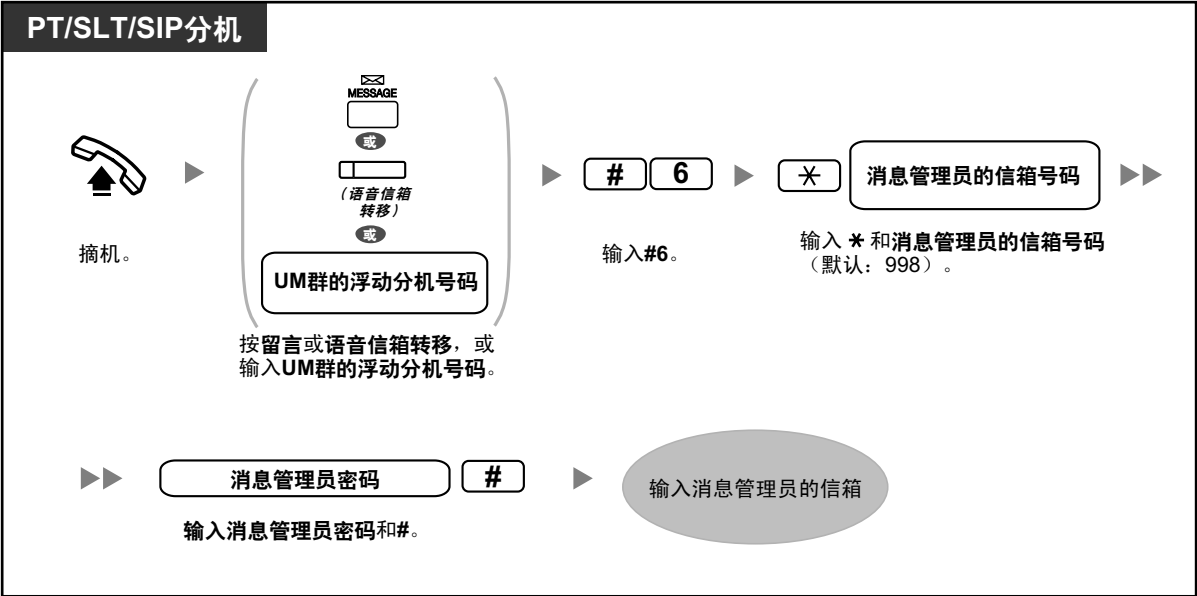 PT/SLT/SIP分机
MESSAGE
或
（语音信箱
转移）
或
UM群的浮动分机号码
# 6
消息管理员的信箱号码
摘机。
按留言或语音信箱转移，或
输入UM群的浮动分机号码。
输入#6。
输入 * 和消息管理员的信箱号码
（默认：998）。
消息管理员密码 #
输入消息管理员密码和#。
输入消息管理员的信箱